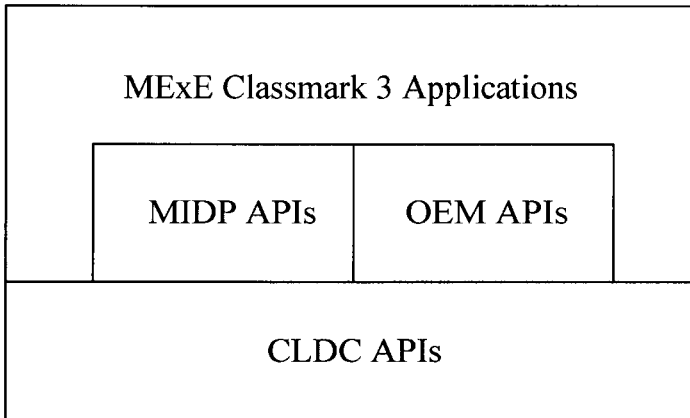 MExE Classmark 3 Applications
MIDP APIs
OEM APIs
CLDC APIs